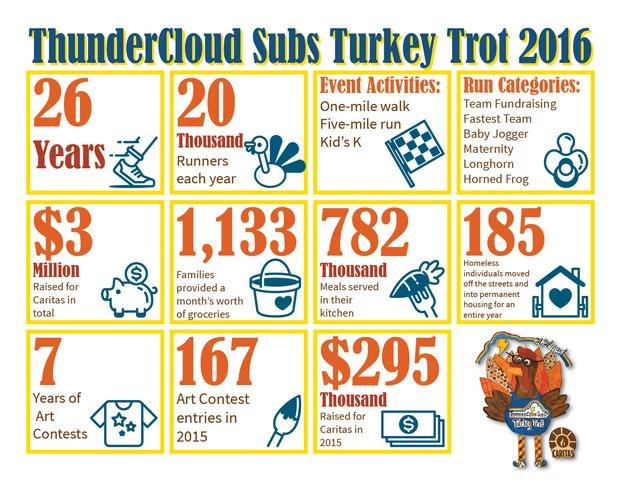 ThunderCloud Subs Turkey Trot 2016
26
Years
20
Thousand
Runners
each year
Event Activities:
One-mile walk
Five-mile run
Kid's K
Run Categories:
Team Fundraising
Fastest Team
Baby Jogger
Maternity
Longhorn
Horned Frog
$3
Million
Raised for
Caritas in
total
1,133
Families
provided a
month's worth
of groceries
782
Thousand
Meals served
in their
kitchen
185
Homeless
individuals moved
off the streets and
into permanent
housing for an
entire year
7
Years of
Art
Contests
167
Art Contest
entries in
2015
$295
Thousand
Raised for
Caritas in
2015
ThunderCloud Subs
Turkey Trot
CARITAS